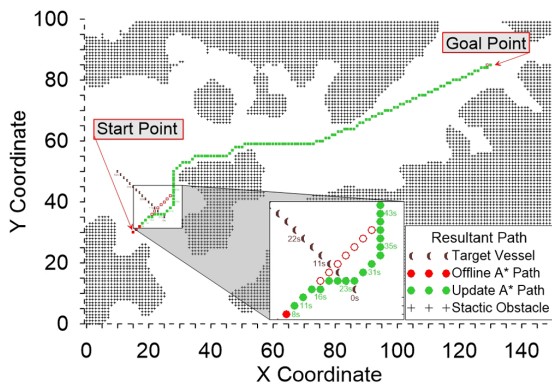 100
80
60
40
20
0
Y Coordinate
0
20
40
60
80
100
120
140
X Coordinate
Goal Point
Start Point
43s
35s
31s
23s
22s
11s
0s
16s
11s
8s
Resultant Path
Target Vessel
Offline A* Path
Update A* Path
Stactic Obstacle